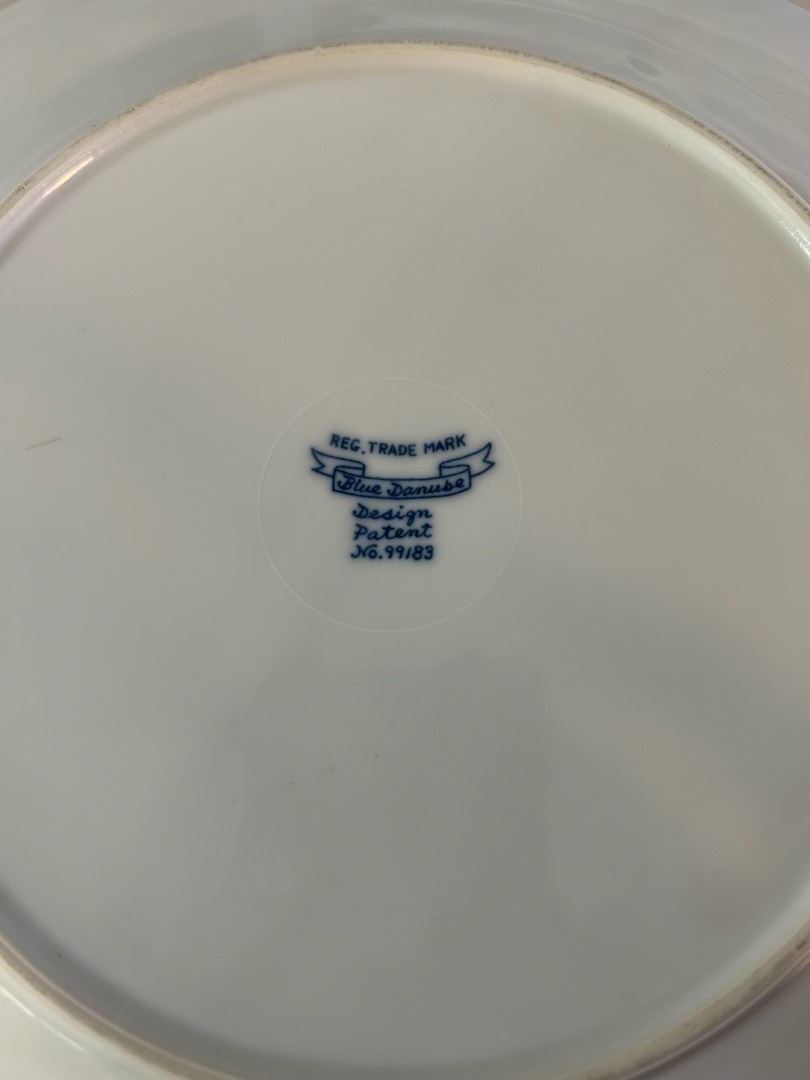 REG. TRADE MARK
Blue Danube
Design
Patent
No. 99183